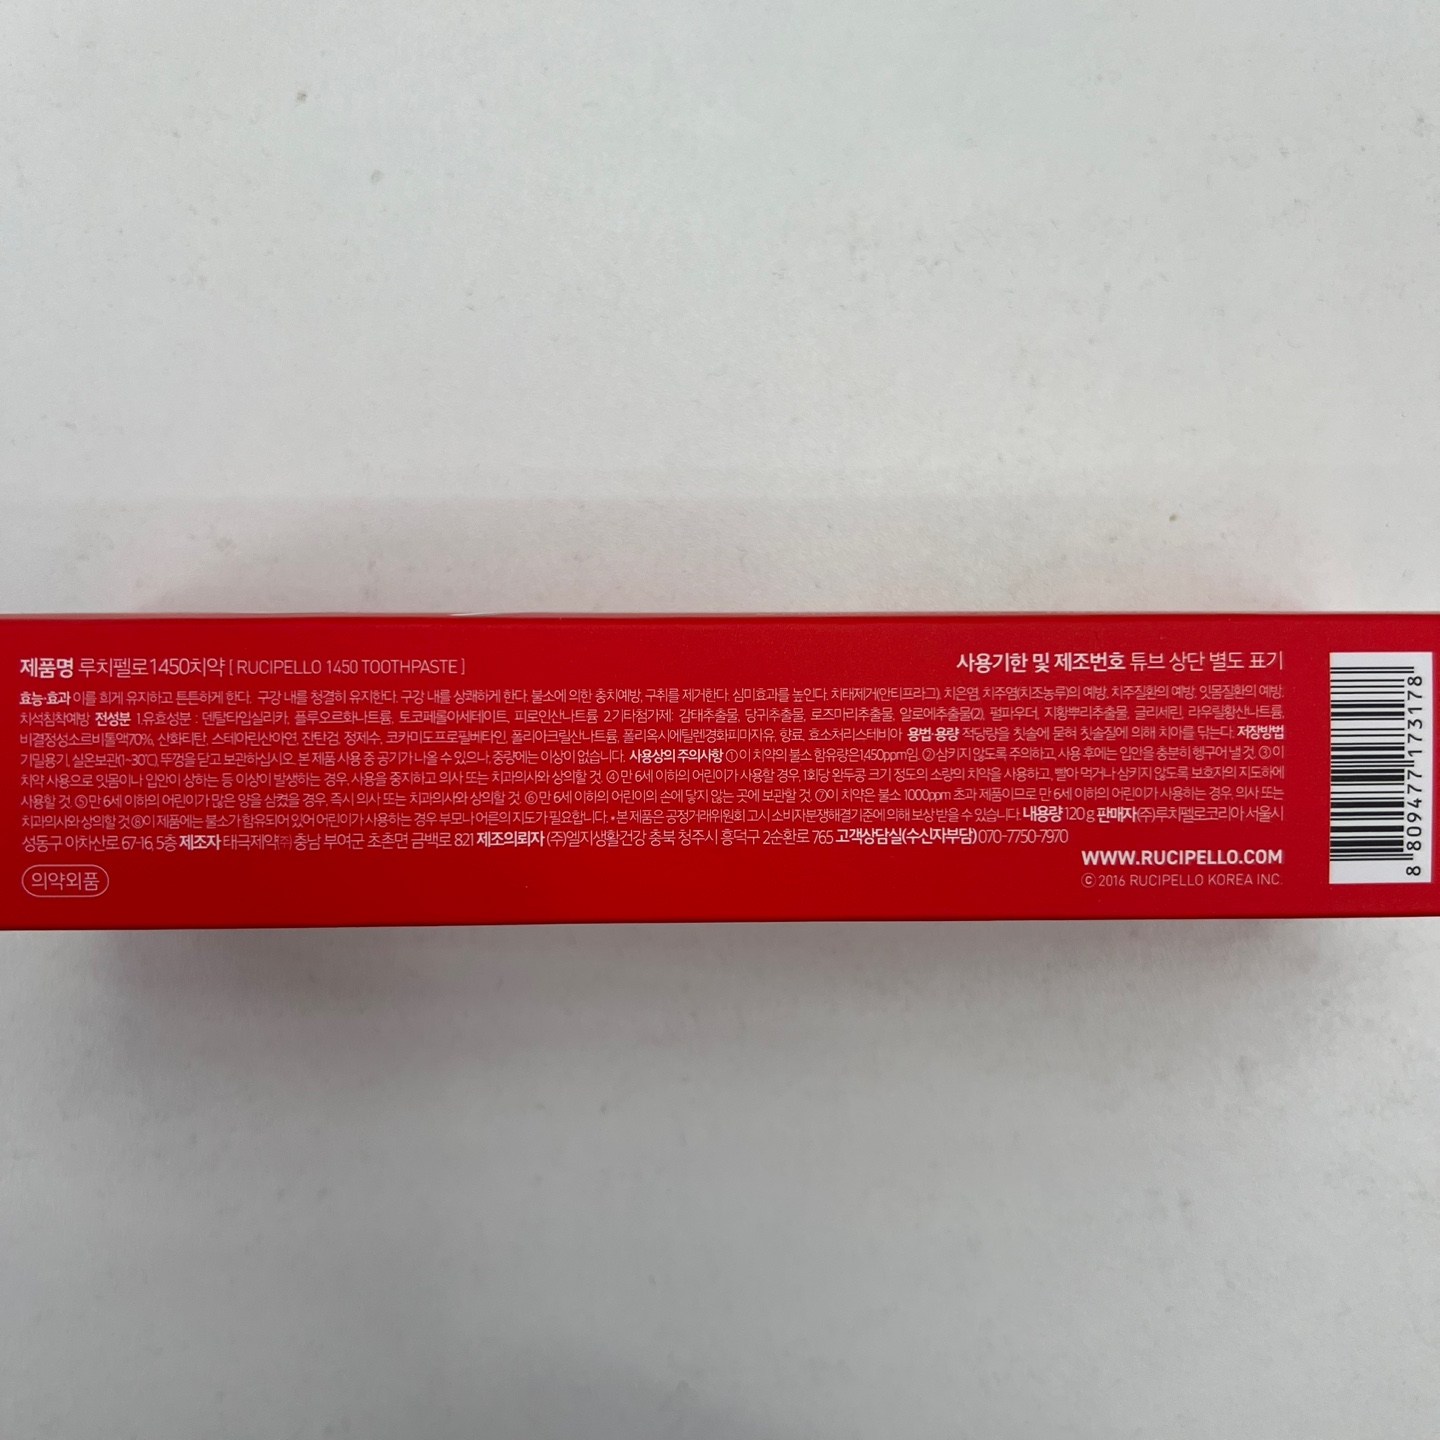 제품명 루치펠로1450치약 [ RUCIPELLO 1450 TOOTHPASTE ]
사용기한 및 제조번호 튜브 상단 별도 표기
효능·효과 이를 희게 유지하고 튼튼하게 한다. 구강 내를 청결히 유지한다. 구강 내를 상쾌하게 한다. 불소에 의한 충치예방, 구취를 제거한다. 심미효과를 높인다. 치태제거(안티프라그). 치은염, 치주염(치조농루)의 예방, 치주질환의 예방, 잇몸질환의 예방,
치석침착예방 전성분 1.유효성분 : 덴탈타입실리카, 플루오르화나트륨, 토코페롤아세테이트, 피로인산나트륨 2.기타첨가제: 감태추출물, 당귀추출물, 로즈마리추출물, 알로에추출물(2), 펄파우더, 지황뿌리추출물, 글리세린, 라우릴황산나트륨,
비결정성소르비톨액70%, 산화티탄, 스테아린산아연, 잔탄검, 정제수, 코카미도프로필베타인, 폴리아크릴산나트륨, 폴리옥시에틸렌경화피마자유, 향료, 효소처리스테비아 용법·용량 적당량을 칫솔에 묻혀 칫솔질에 의해 치아를 닦는다. 저장방법
기밀용기, 실온보관(1~30℃), 뚜껑을 닫고 보관하십시오. 본 제품 사용 중 공기가 나올 수 있으나, 중량에는 이상이 없습니다. 사용상의 주의사항 ① 이 치약의 불소 함유량은 1,450ppm임. ② 삼키지 않도록 주의하고, 사용 후에는 입안을 충분히 헹구어 낼 것. ③ 이
치약 사용으로 잇몸이나 입안이 상하는 등 이상이 발생하는 경우, 사용을 중지하고 의사 또는 치과의사와 상의할 것. ④ 만 6세 이하의 어린이가 사용할 경우, 1회당 완두콩 크기 정도의 소량의 치약을 사용하고, 빨아 먹거나 삼키지 않도록 보호자의 지도하에
사용할 것. ⑤ 만 6세 이하의 어린이가 많은 양을 삼켰을 경우, 즉시 의사 또는 치과의사와 상의할 것. ⑥ 만 6세 이하의 어린이의 손에 닿지 않는 곳에 보관할 것. ⑦이 치약은 불소 1000ppm 초과 제품이므로 만 6세 이하의 어린이가 사용하는 경우, 의사 또는
치과의사와 상의할 것 ⑧이 제품에는 불소가 함유되어 있어 어린이가 사용하는 경우 부모나 어른의 지도가 필요합니다. *본 제품은 공정거래위원회 고시 소비자분쟁해결기준에 의해 보상 받을 수 있습니다. 내용량 120g 판매자 (주)루치펠로코리아 서울시
성동구 아차산로 67-16, 5층 제조자 태극제약㈜ 충남 부여군 초촌면 금백로 821 제조의뢰자 (주)엘지생활건강 충북 청주시 흥덕구 2순환로 765 고객상담실(수신자부담) 070-7750-7970
WWW.RUCIPELLO.COM
ⓒ 2016 RUCIPELLO KOREA INC.
의약외품
8 809477 173178